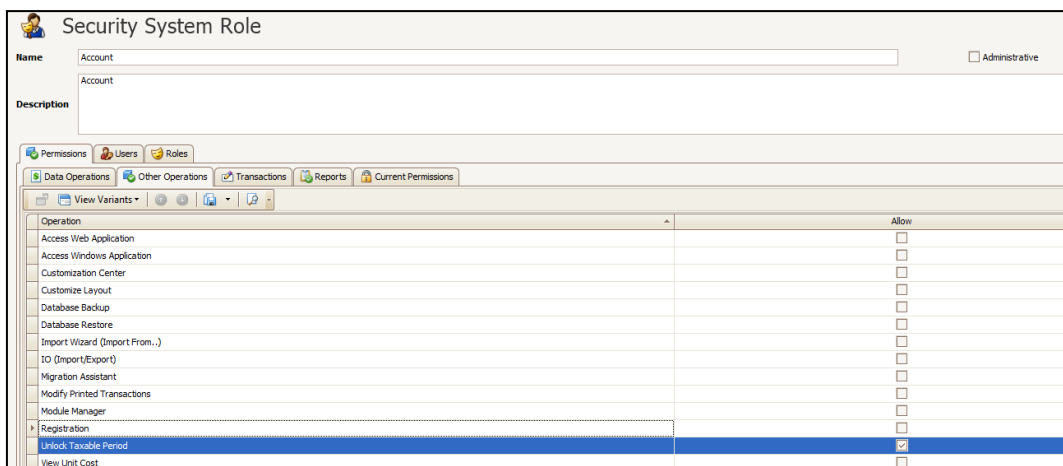 Security System Role
Name Account Administrative
Account
Description
Permissions Users Roles
Data Operations Other Operations Transactions Reports Current Permissions
View Variants
Operation Allow
Access Web Application
Access Windows Application
Customization Center
Customize Layout
Database Backup
Database Restore
Import Wizard (Import From..)
IO (Import/Export)
Migration Assistant
Modify Printed Transactions
Module Manager
Registration
Unlock Taxable Period
View Unit Cost